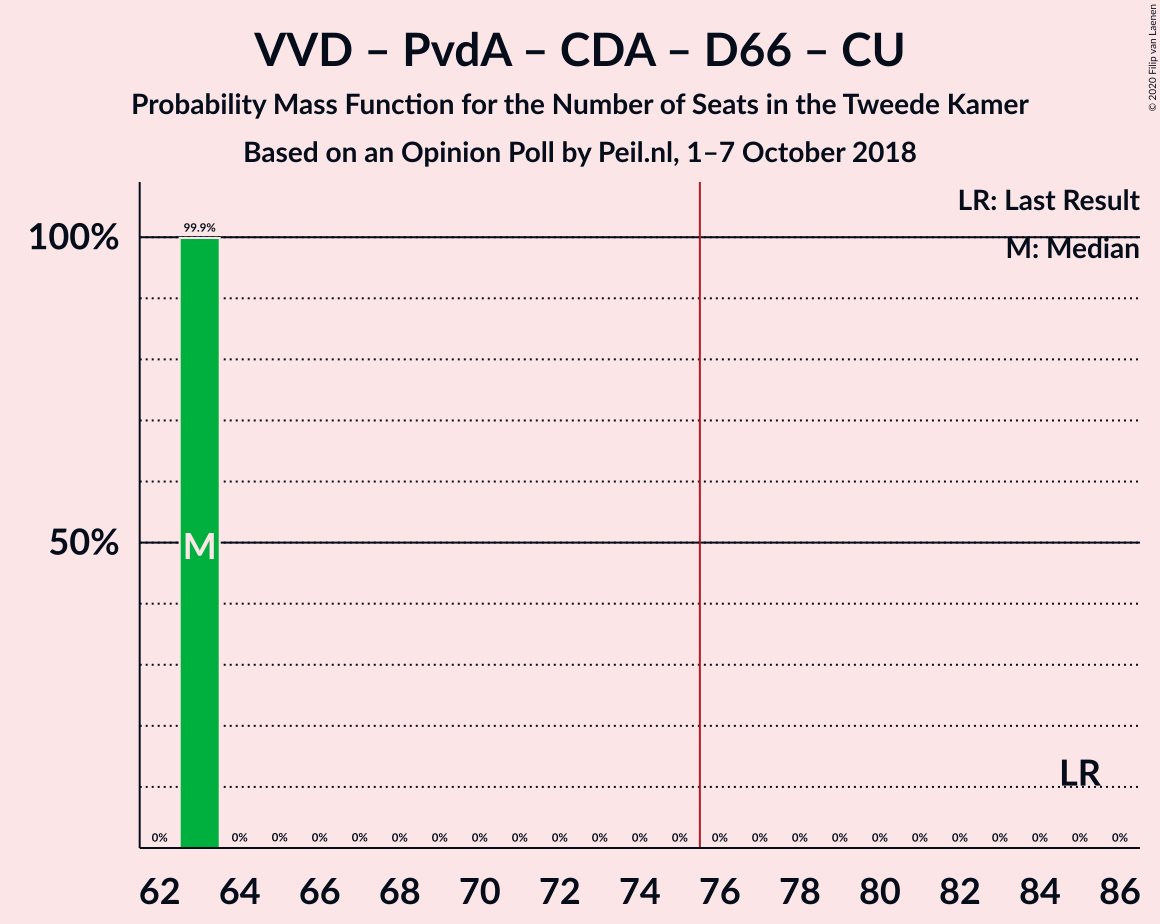 VVD – PvdA – CDA – D66 – CU
Probability Mass Function for the Number of Seats in the Tweede Kamer
Based on an Opinion Poll by Peil.nl, 1–7 October 2018
© 2020 Filip van Laenen
LR: Last Result
M: Median
100%
50%
99.9%
M
LR
0% 0% 0% 0% 0% 0% 0% 0% 0% 0% 0% 0% 0% 0% 0% 0% 0% 0% 0% 0% 0% 0% 0% 0%
62 64 66 68 70 72 74 76 78 80 82 84 86